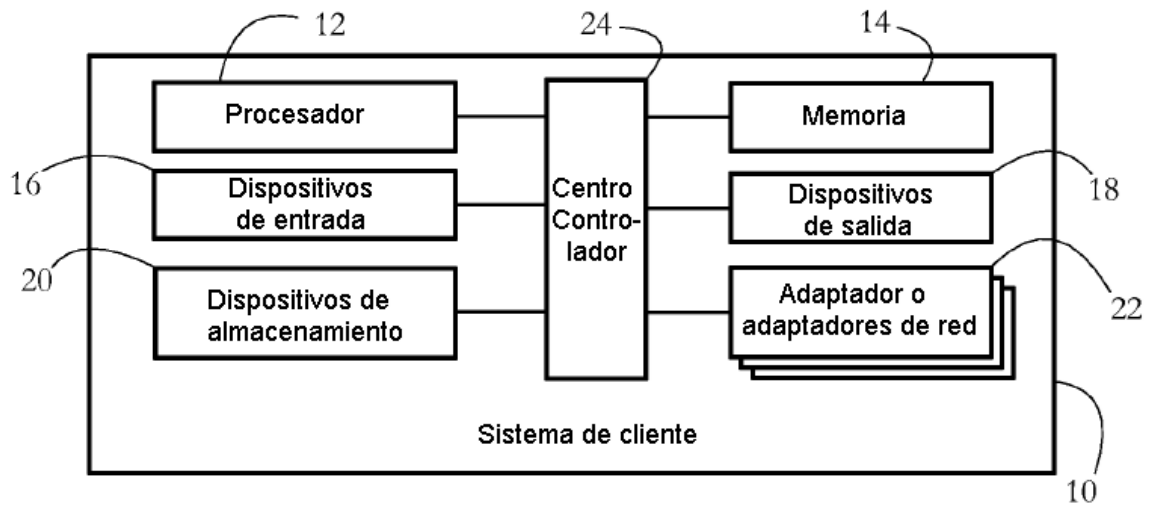 12
24
14
Procesador
Memoria
16
Dispositivos
de entrada
Centro
Contro-
lador
Dispositivos
de salida
18
20
Dispositivos de
almacenamiento
Adaptador o
adaptadores de red
22
Sistema de cliente
10